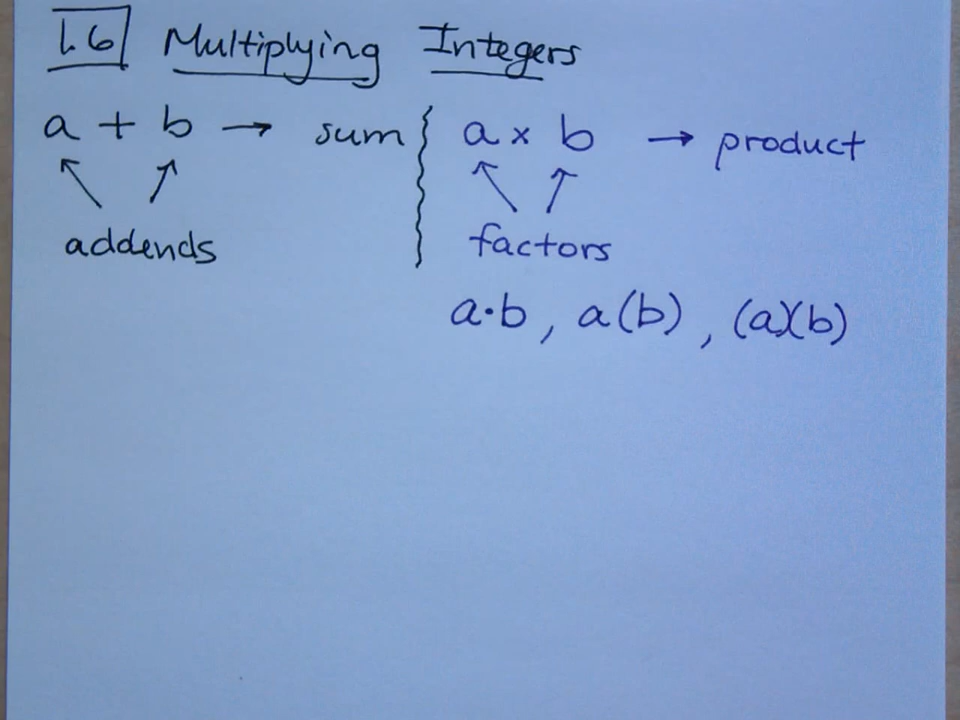 1.6 Multiplying Integers
a + b → sum
addends
a × b → product
factors
a·b, a(b), (a)(b)